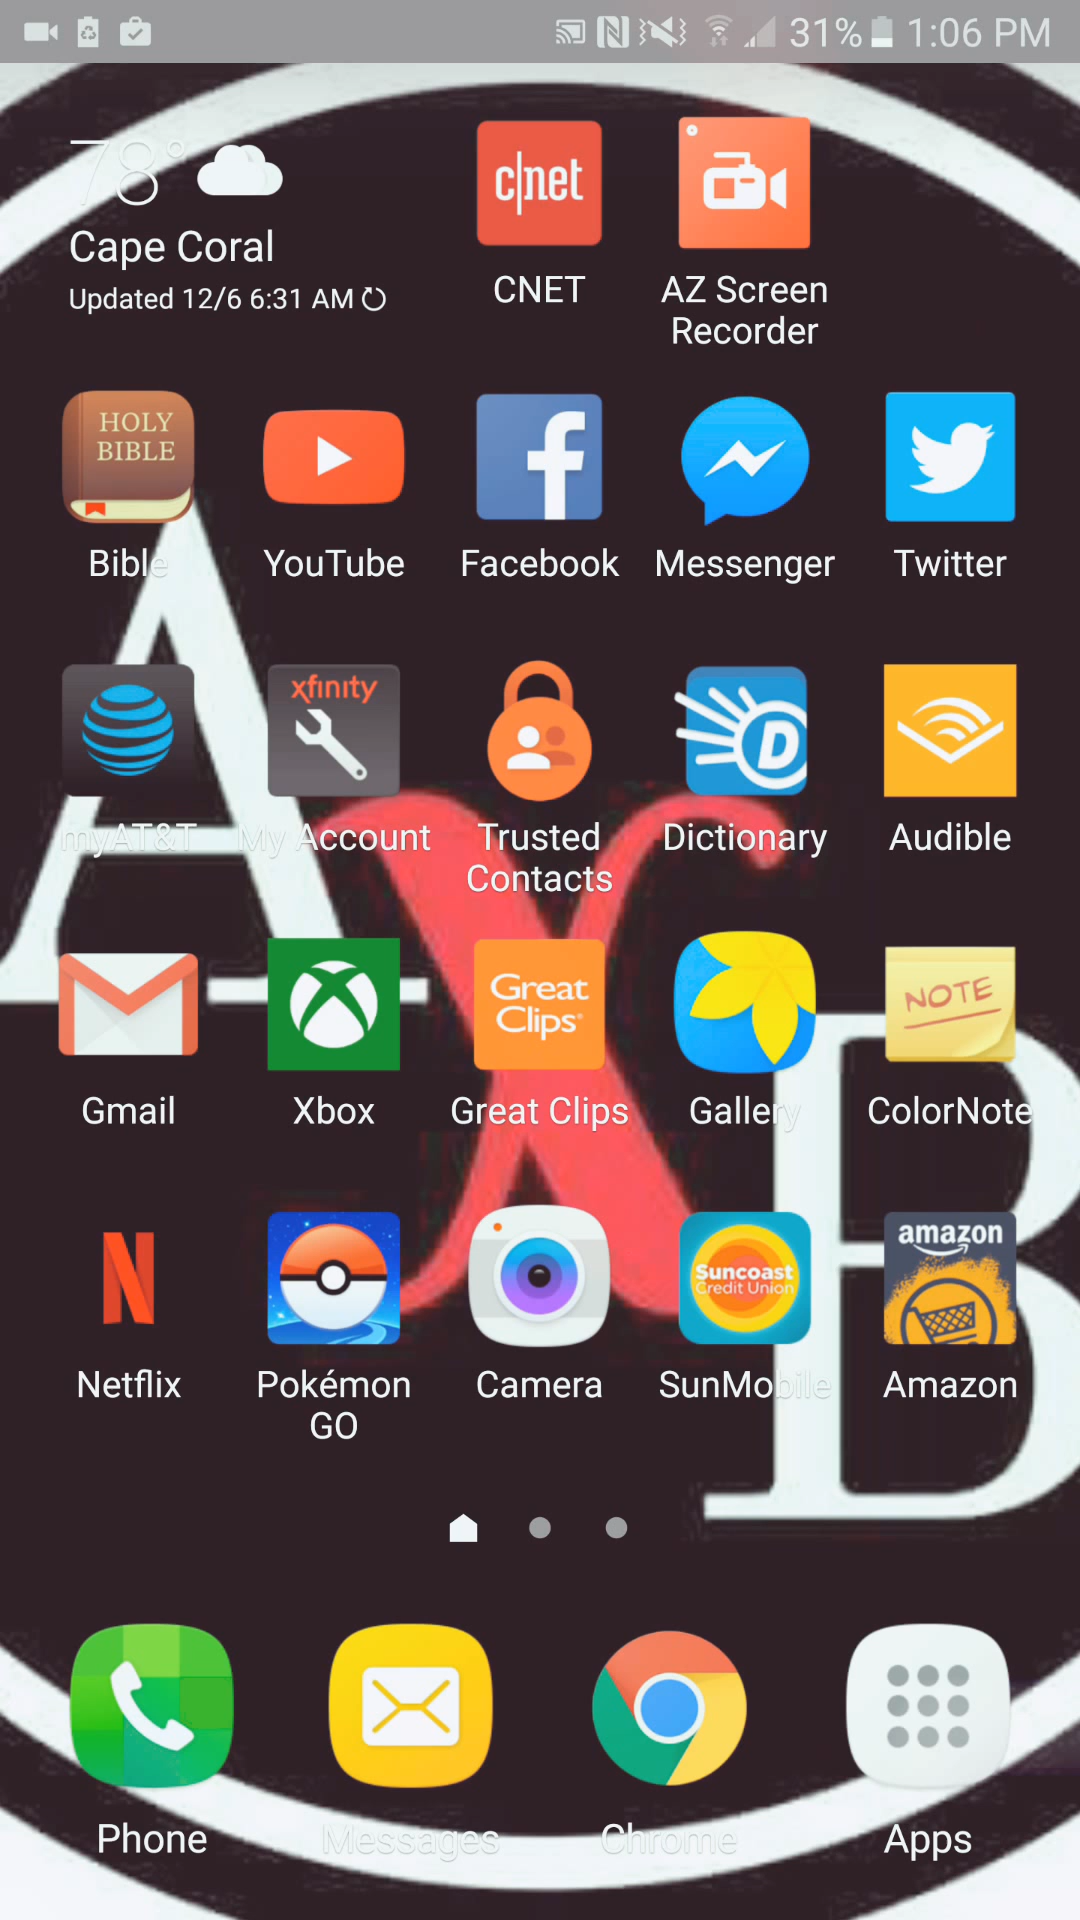 31% 1:06 PM
78°
Cape Coral
Updated 12/6 6:31 AM
c|net
CNET
AZ Screen
Recorder
HOLY
BIBLE
Bible
YouTube
Facebook
Messenger
Twitter
xfinity
myAT&T
My Account
Trusted
Contacts
D
Dictionary
Audible
Great
Clips
NOTE
Gmail
Xbox
Great Clips
Gallery
ColorNote
N
Suncoast
Credit Union
amazon
Netflix
Pokémon
GO
Camera
SunMobile
Amazon
A X B
Phone
Messages
Chrome
Apps